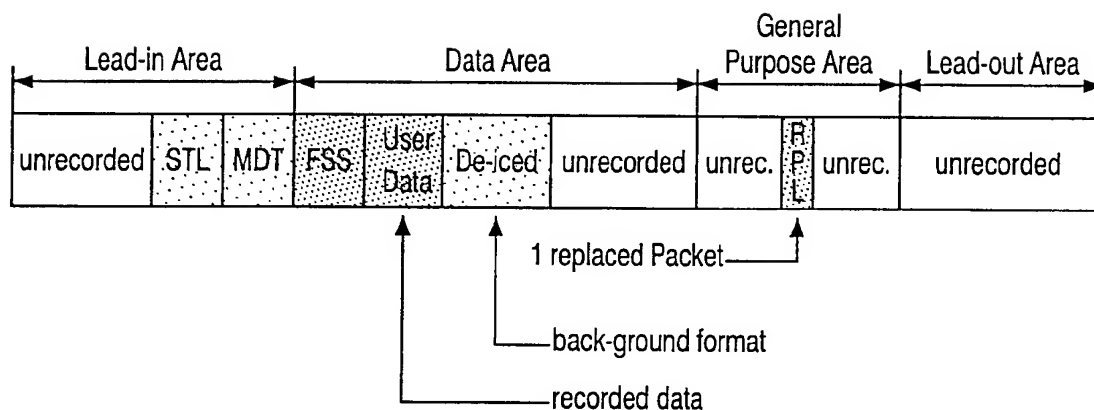 General
Lead-in Area Data Area Purpose Area Lead-out Area
unrecorded STL MDT FSS User Data De-iced unrecorded unrec. RPL unrec. unrecorded
1 replaced Packet
back-ground format
recorded data